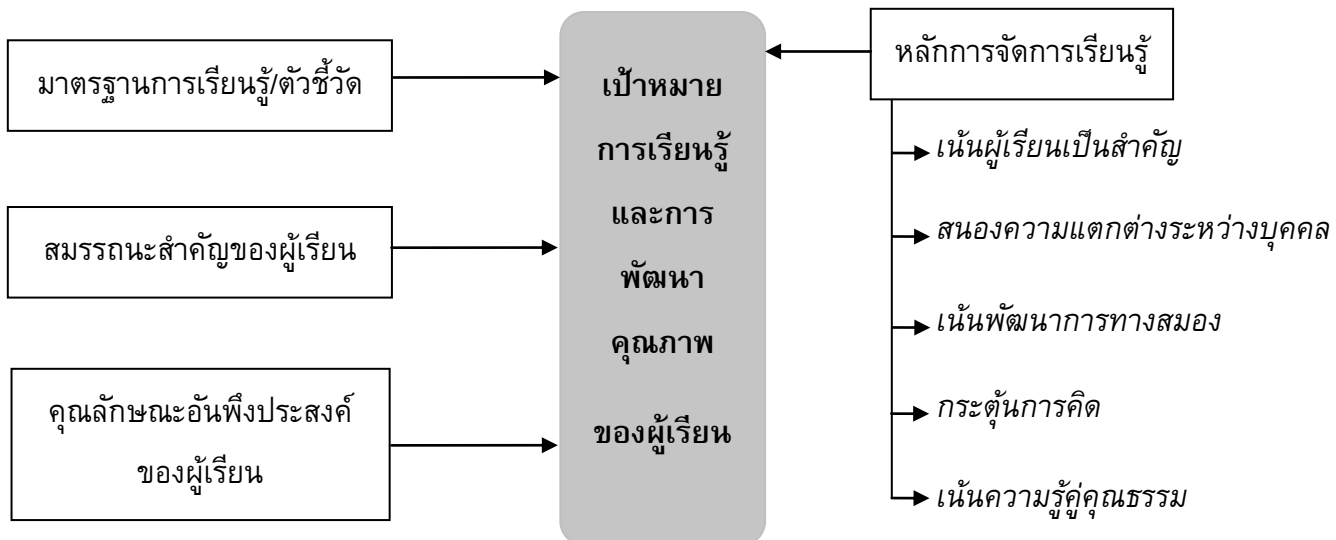 มาตรฐานการเรียนรู้/ตัวชี้วัด
สมรรถนะสำคัญของผู้เรียน
คุณลักษณะอันพึงประสงค์
ของผู้เรียน
เป้าหมาย
การเรียนรู้
และการ
พัฒนา
คุณภาพ
ของผู้เรียน
หลักการจัดการเรียนรู้
เน้นผู้เรียนเป็นสำคัญ
สนองความแตกต่างระหว่างบุคคล
เน้นพัฒนาการทางสมอง
กระตุ้นการคิด
เน้นความรู้คู่คุณธรรม